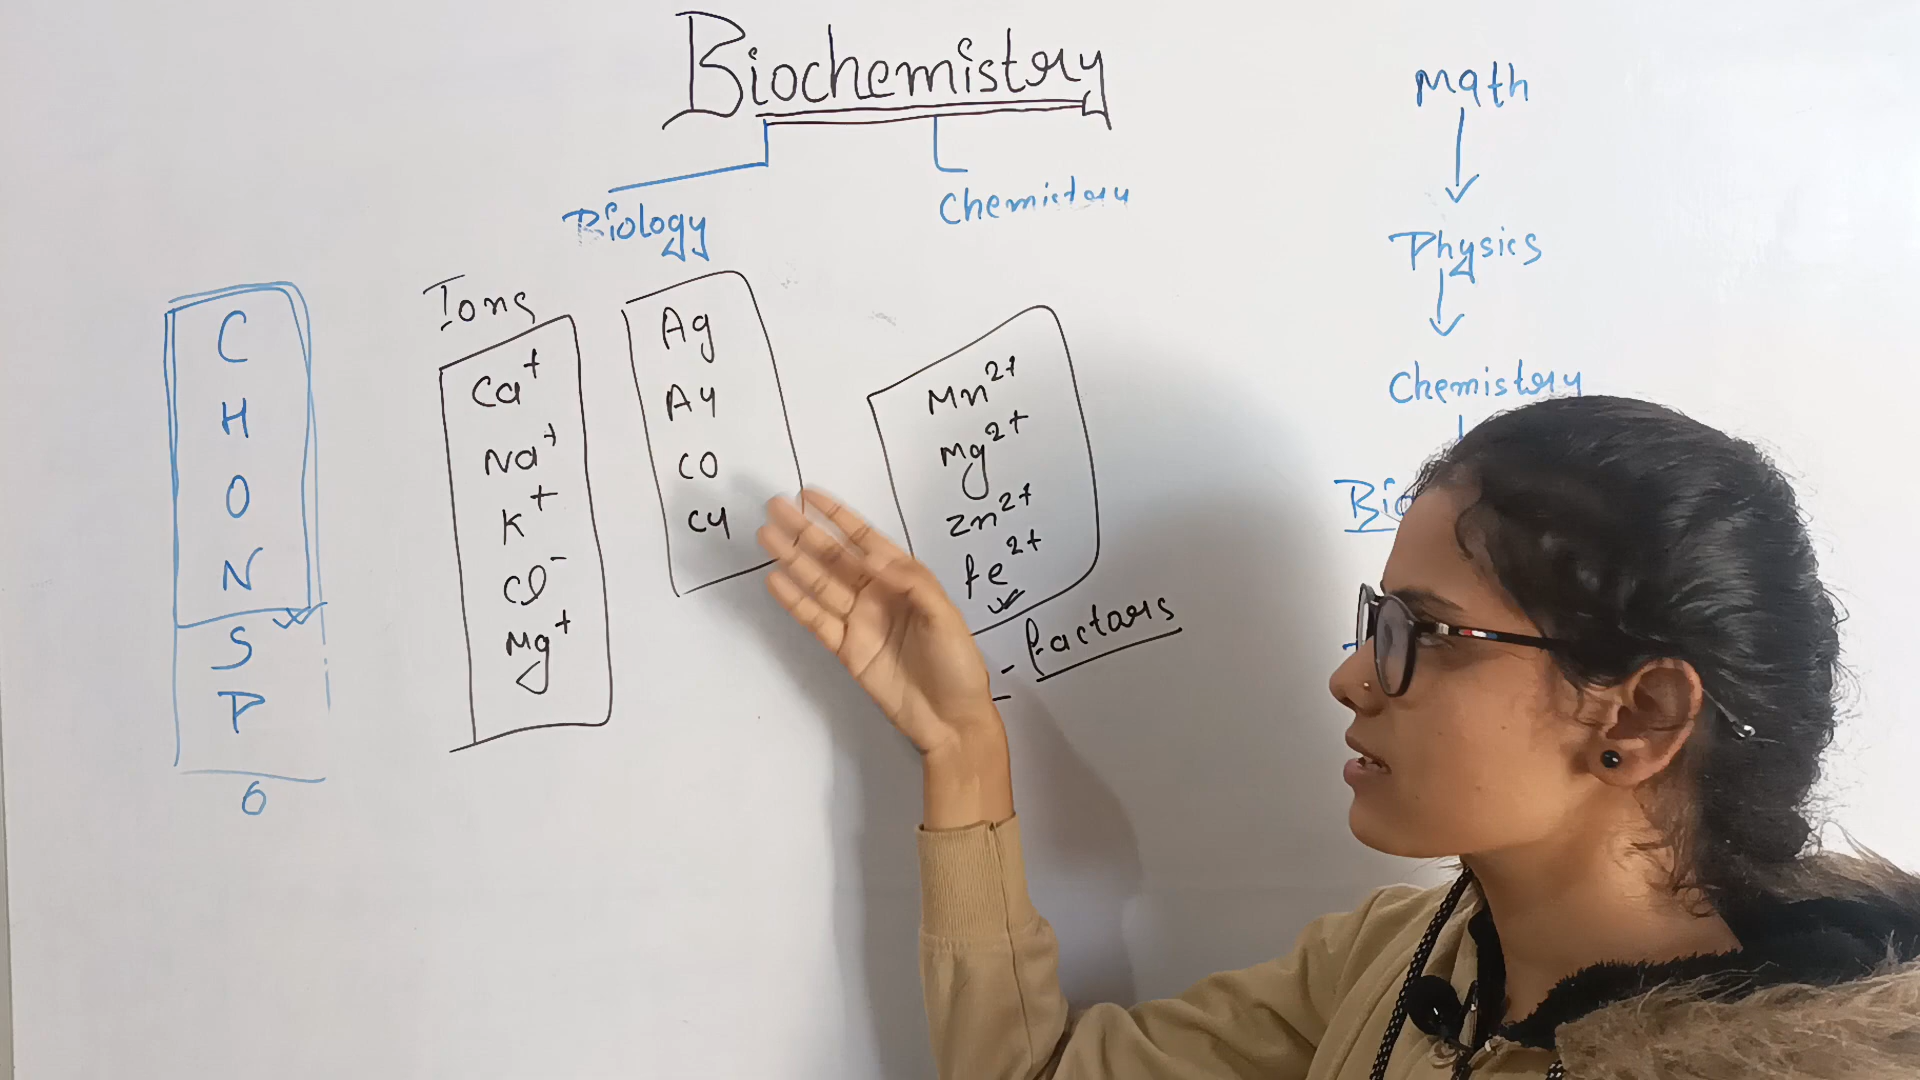 Biochemistry
Biology
Chemistry
C
H
O
N
S
P
6
Ions
Ca+
Na+
K+
Cl-
Mg+
Ag
Au
CO
Cu
Mn2+
Mg2+
Zn2+
Fe2+
- factors
Math
Physics
Chemistry
Bio